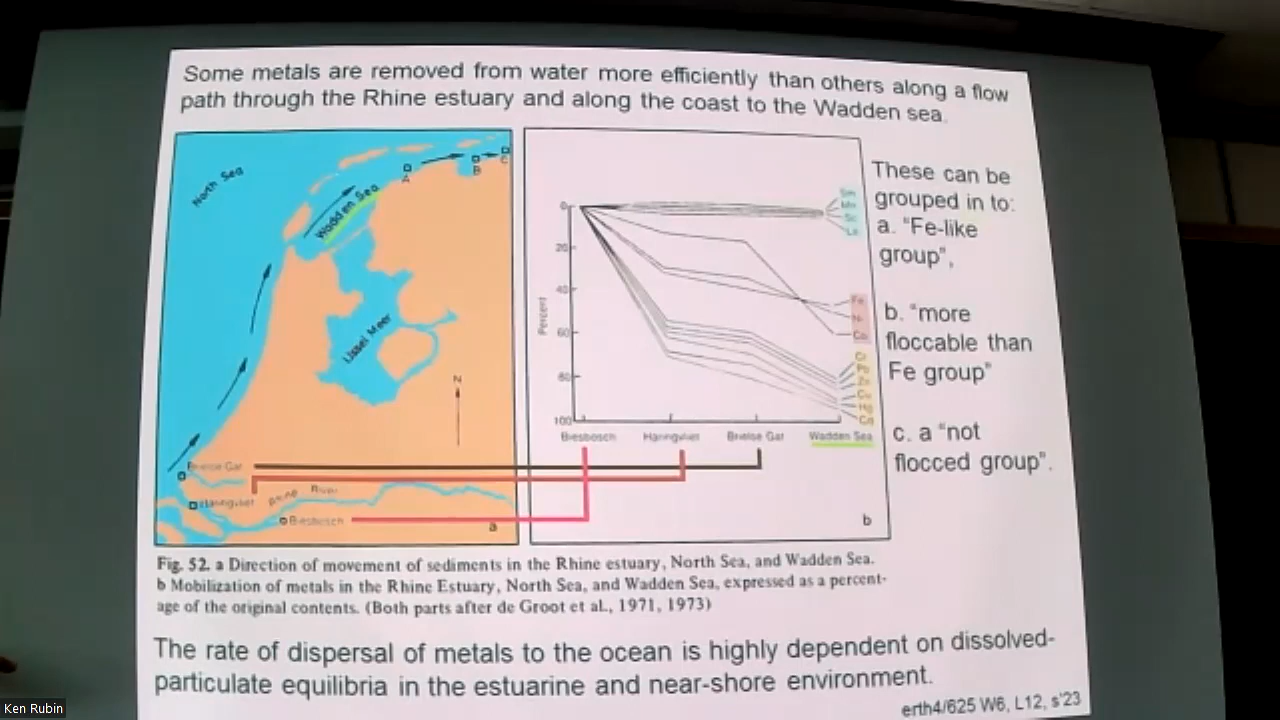 Some metals are removed from water more efficiently than others along a flow
path through the Rhine estuary and along the coast to the Wadden sea.
North Sea
Wadden Sea
A
B
C
IJssel Meer
N
Brielse Gat
Haringvliet
Rhine River
Biesbosch
a
Percent
0
20
40
60
80
100
Sm
Mn
Sc
La
Fe
Ni
Co
Cr
Pb
Zn
Cu
Hg
Cd
Biesbosch
Haringvliet
Brielse Gat
Wadden Sea
b
These can be
grouped in to:
a. "Fe-like
group",
b. "more
floccable than
Fe group"
c. a "not
flocced group".
Fig. 52. a Direction of movement of sediments in the Rhine estuary, North Sea, and Wadden Sea.
b Mobilization of metals in the Rhine Estuary, North Sea, and Wadden Sea, expressed as a percent-
age of the original contents. (Both parts after de Groot et al., 1971, 1973)
The rate of dispersal of metals to the ocean is highly dependent on dissolved-
particulate equilibria in the estuarine and near-shore environment.
erth4/625 W6, L12, s'23
Ken Rubin